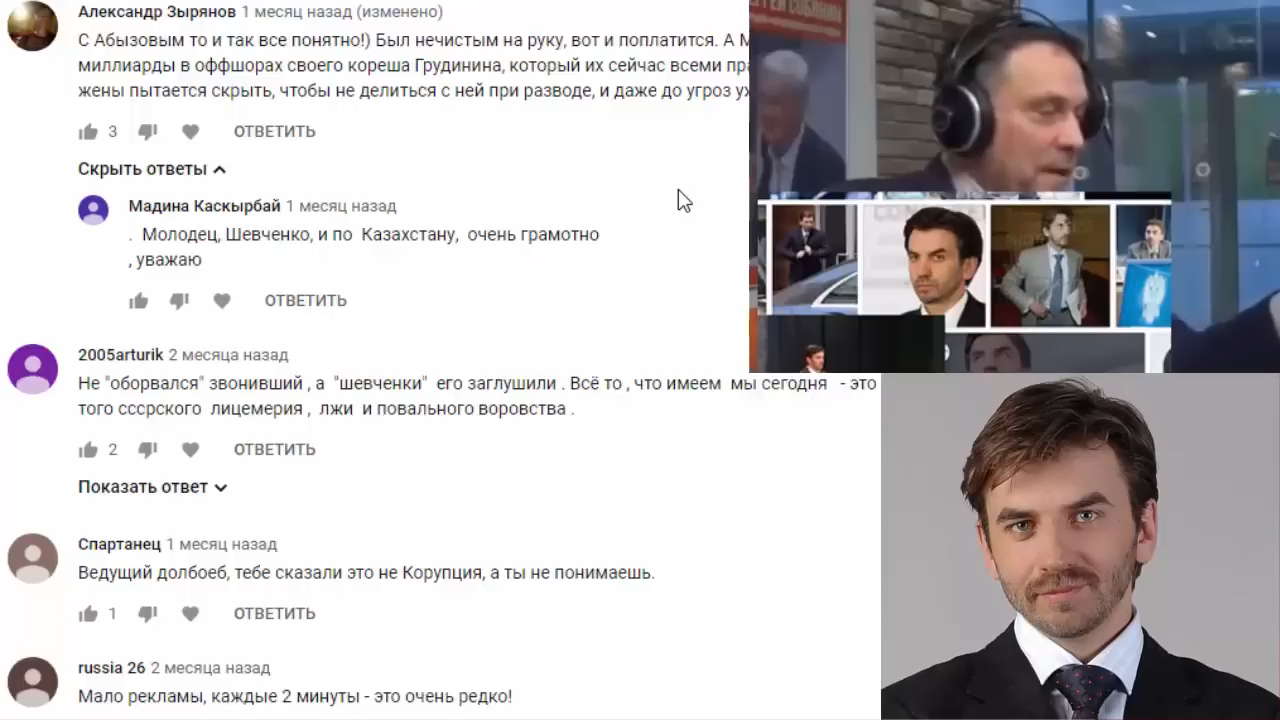 Александр Зырянов 1 месяц назад (изменено)
С Абызовым то и так все понятно!) Был нечистым на руку, вот и поплатится. А М
миллиарды в оффшорах своего кореша Грудинина, который их сейчас всеми пра
жены пытается скрыть, чтобы не делиться с ней при разводе, и даже до угроз уж
3 ОТВЕТИТЬ
Скрыть ответы
Мадина Каскырбай 1 месяц назад
. Молодец, Шевченко, и по Казахстану, очень грамотно
, уважаю
ОТВЕТИТЬ
2005arturik 2 месяца назад
Не "оборвался" звонивший , а "шевченки" его заглушили . Всё то , что имеем мы сегодня - это
того сссрского лицемерия , лжи и повального воровства .
2 ОТВЕТИТЬ
Показать ответ
Спартанец 1 месяц назад
Ведущий долбоеб, тебе сказали это не Корупция, а ты не понимаешь.
1 ОТВЕТИТЬ
russia 26 2 месяца назад
Мало рекламы, каждые 2 минуты - это очень редко!